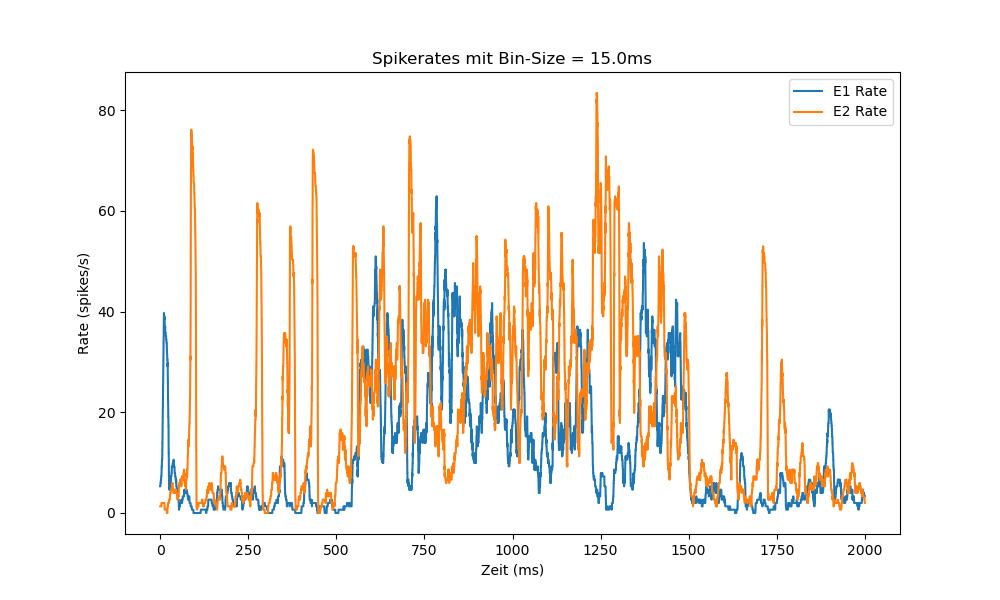 Spikerates mit Bin-Size = 15.0ms
E1 Rate
E2 Rate
80
60
40
20
0
Rate (spikes/s)
0 250 500 750 1000 1250 1500 1750 2000
Zeit (ms)